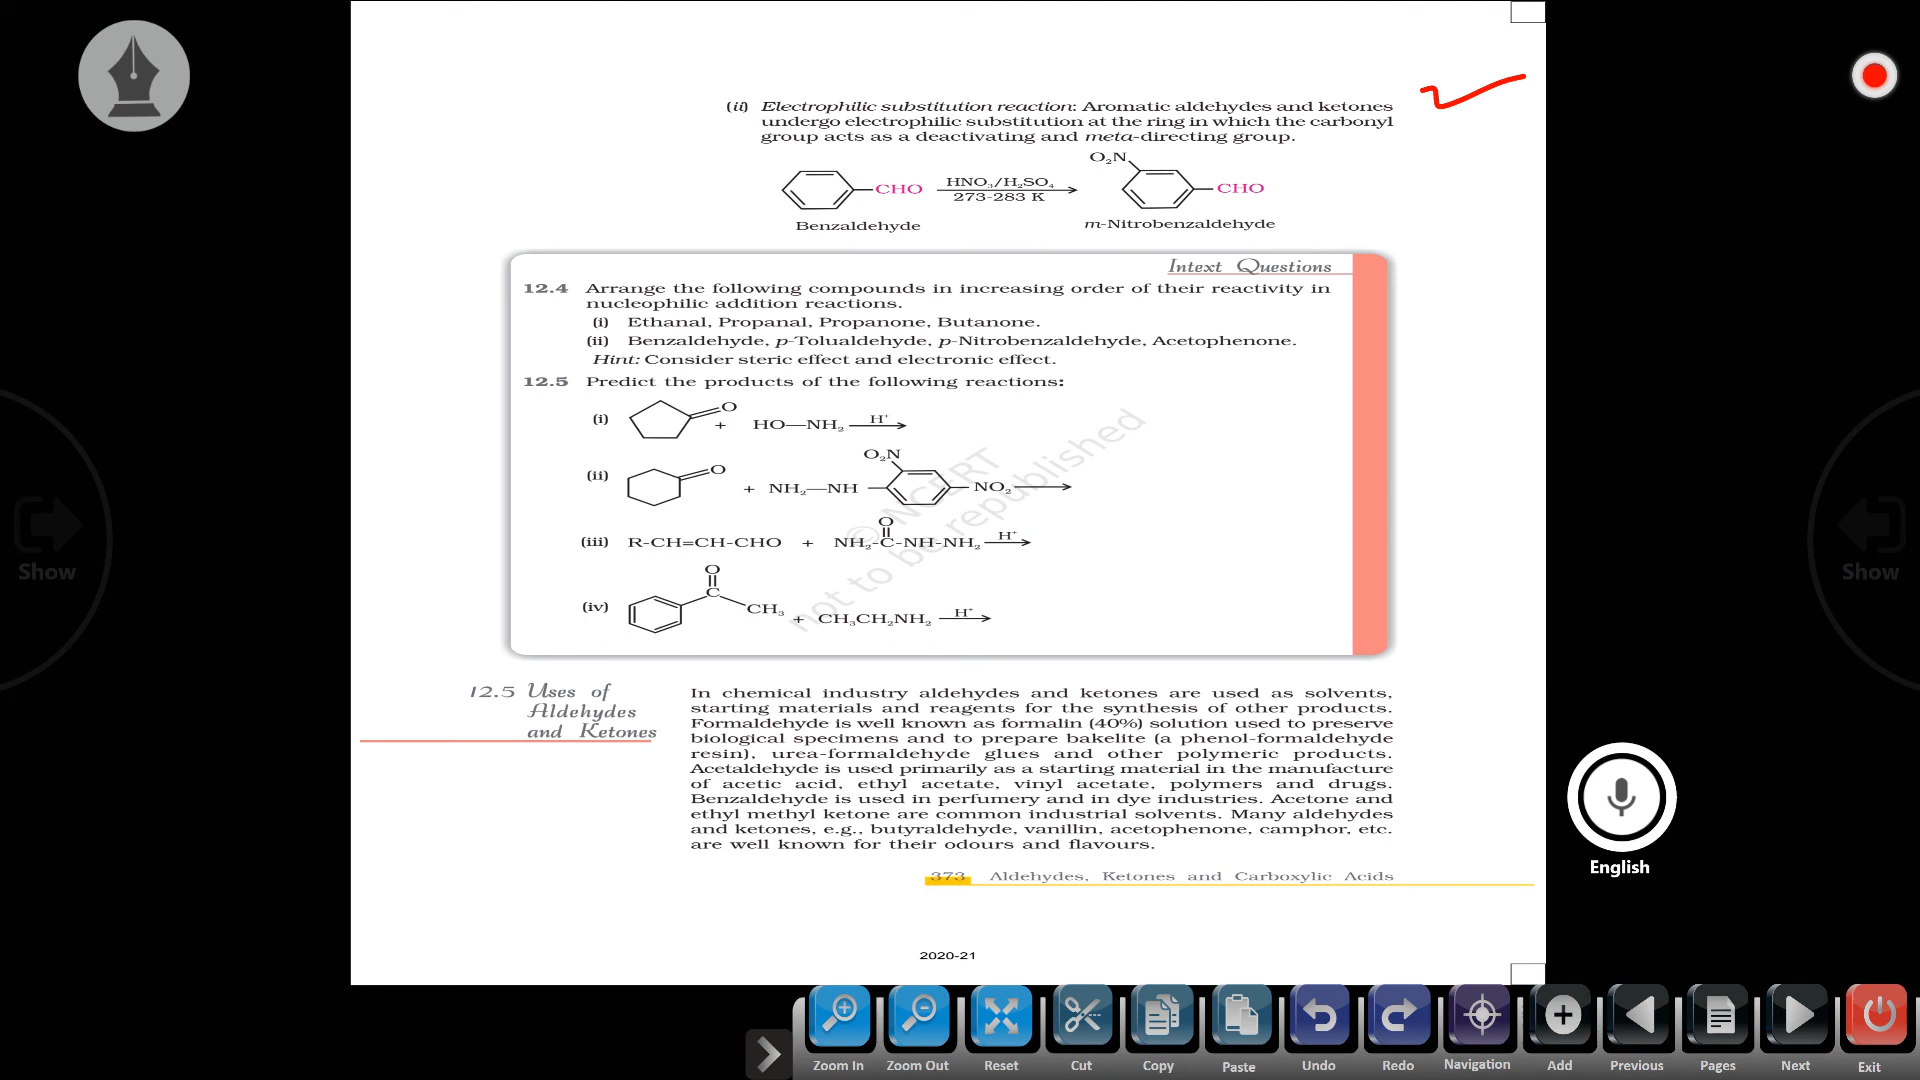 (ii) Electrophilic substitution reaction: Aromatic aldehydes and ketones
undergo electrophilic substitution at the ring in which the carbonyl
group acts as a deactivating and meta-directing group.
O₂N
CHO
HNO₃/H₂SO₄
273-283 K
CHO
Benzaldehyde
m-Nitrobenzaldehyde
Intext Questions
12.4 Arrange the following compounds in increasing order of their reactivity in
nucleophilic addition reactions.
(i) Ethanal, Propanal, Propanone, Butanone.
(ii) Benzaldehyde, p-Tolualdehyde, p-Nitrobenzaldehyde, Acetophenone.
Hint: Consider steric effect and electronic effect.
12.5 Predict the products of the following reactions:
(i) O + HO—NH₂ H⁺
(ii) O + NH₂—NH O₂N NO₂
(iii) R-CH=CH-CHO + NH₂-C-NH-NH₂ O H⁺
(iv) O C CH₃ + CH₃CH₂NH₂ H⁺
© NCERT
not to be republished
12.5 Uses of
Aldehydes
and Ketones
In chemical industry aldehydes and ketones are used as solvents,
starting materials and reagents for the synthesis of other products.
Formaldehyde is well known as formalin (40%) solution used to preserve
biological specimens and to prepare bakelite (a phenol-formaldehyde
resin), urea-formaldehyde glues and other polymeric products.
Acetaldehyde is used primarily as a starting material in the manufacture
of acetic acid, ethyl acetate, vinyl acetate, polymers and drugs.
Benzaldehyde is used in perfumery and in dye industries. Acetone and
ethyl methyl ketone are common industrial solvents. Many aldehydes
and ketones, e.g., butyraldehyde, vanillin, acetophenone, camphor, etc.
are well known for their odours and flavours.
373 Aldehydes, Ketones and Carboxylic Acids
2020-21
Show
Show
English
Zoom In
Zoom Out
Reset
Cut
Copy
Paste
Undo
Redo
Navigation
Add
Previous
Pages
Next
Exit